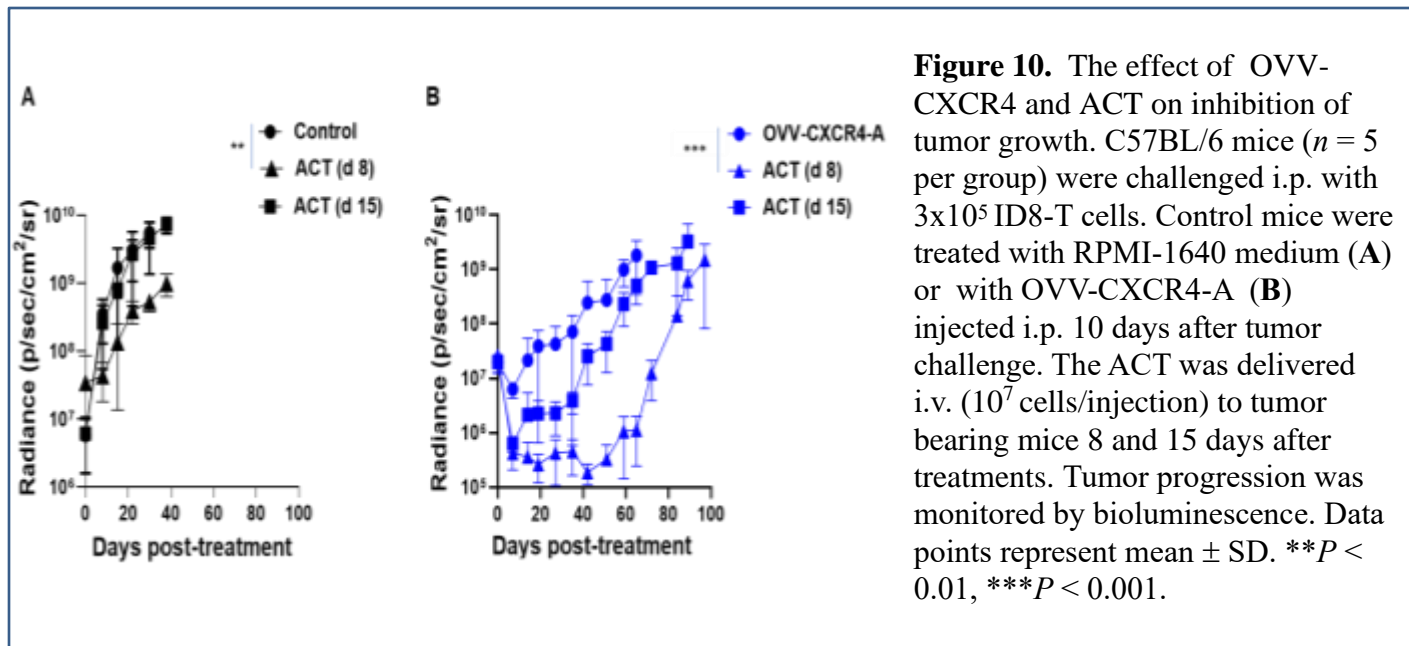 A
B
**
Control
ACT (d 8)
ACT (d 15)
***
OVV-CXCR4-A
ACT (d 8)
ACT (d 15)
Radiance (p/sec/cm²/sr)
10¹⁰
10⁹
10⁸
10⁷
10⁶
0 20 40 60 80 100
Days post-treatment
Radiance (p/sec/cm²/sr)
10¹⁰
10⁹
10⁸
10⁷
10⁶
10⁵
0 20 40 60 80 100
Days post-treatment
Figure 10. The effect of OVV-
CXCR4 and ACT on inhibition of
tumor growth. C57BL/6 mice (n = 5
per group) were challenged i.p. with
3x10⁵ ID8-T cells. Control mice were
treated with RPMI-1640 medium (A)
or with OVV-CXCR4-A (B)
injected i.p. 10 days after tumor
challenge. The ACT was delivered
i.v. (10⁷ cells/injection) to tumor
bearing mice 8 and 15 days after
treatments. Tumor progression was
monitored by bioluminescence. Data
points represent mean ± SD. **P <
0.01, ***P < 0.001.